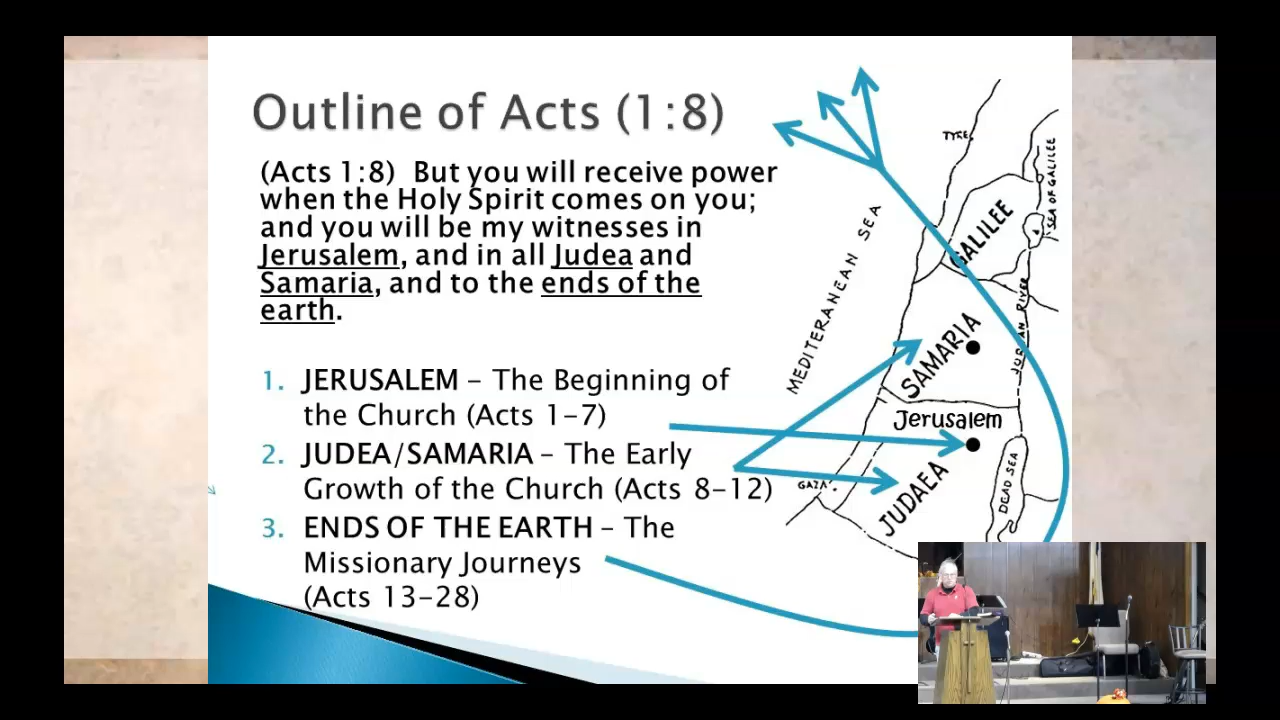 Outline of Acts (1:8)
(Acts 1:8)  But you will receive power
when the Holy Spirit comes on you;
and you will be my witnesses in
Jerusalem, and in all Judea and
Samaria, and to the ends of the
earth.
1. JERUSALEM – The Beginning of
the Church (Acts 1–7)
2. JUDEA/SAMARIA – The Early
Growth of the Church (Acts 8–12)
3. ENDS OF THE EARTH – The
Missionary Journeys
(Acts 13–28)
TYRE
SEA OF GALILEE
GALILEE
MEDITERANEAN SEA
JORDAN RIVER
SAMARIA
Jerusalem
JUDAEA
DEAD SEA
GAZA